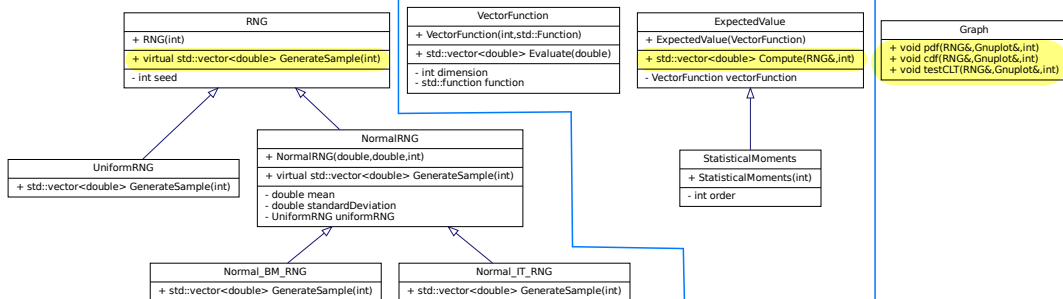 RNG
+ RNG(int)
+ virtual std::vector<double> GenerateSample(int)
- int seed
VectorFunction
+ VectorFunction(int,std::Function)
+ std::vector<double> Evaluate(double)
- int dimension
- std::function function
ExpectedValue
+ ExpectedValue(VectorFunction)
+ std::vector<double> Compute(RNG&,int)
- VectorFunction vectorFunction
Graph
+ void pdf(RNG&,Gnuplot&,int)
+ void cdf(RNG&,Gnuplot&,int)
+ void testCLT(RNG&,Gnuplot&,int)
UniformRNG
+ std::vector<double> GenerateSample(int)
NormalRNG
+ NormalRNG(double,double,int)
+ virtual std::vector<double> GenerateSample(int)
- double mean
- double standardDeviation
- UniformRNG uniformRNG
StatisticalMoments
+ StatisticalMoments(int)
- int order
Normal_BM_RNG
+ std::vector<double> GenerateSample(int)
Normal_IT_RNG
+ std::vector<double> GenerateSample(int)